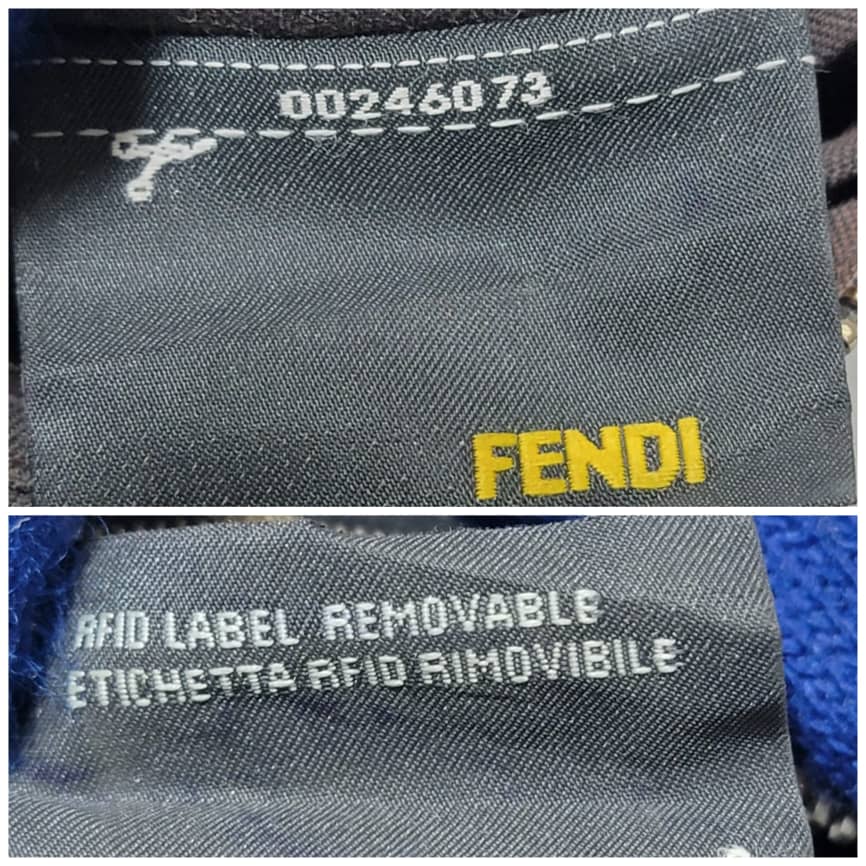 00246073
FENDI
RFID LABEL REMOVABLE
ETICHETTA RFID RIMOVIBILE